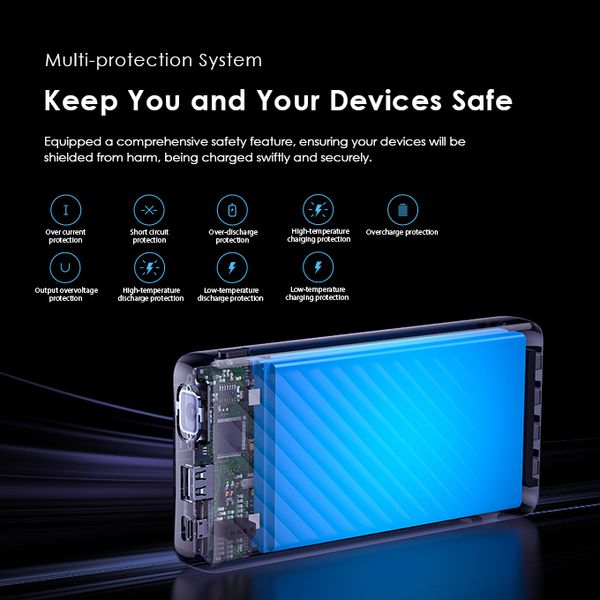 Multi-protection System
Keep You and Your Devices Safe
Equipped a comprehensive safety feature, ensuring your devices will be
shielded from harm, being charged swiftly and securely.
Over current
protection
Short circuit
protection
Over-discharge
protection
High-temperature
charging protection
Overcharge protection
Output overvoltage
protection
High-temperature
discharge protection
Low-temperature
discharge protection
Low-temperature
charging protection